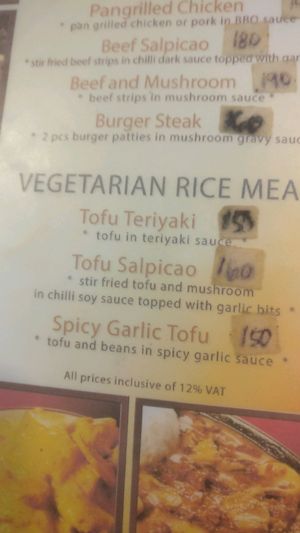 Pangrilled Chicken
* pan grilled chicken or pork in BBQ sauce
Beef Salpicao 180
*stir fried beef strips in chilli dark sauce topped with gar
Beef and Mushroom 190
* beef strips in mushroom sauce *
Burger Steak
* 2 pcs burger patties in mushroom gravy sau
VEGETARIAN RICE MEA
Tofu Teriyaki 150
* tofu in teriyaki sauce *
Tofu Salpicao 160
* stir fried tofu and mushroom
in chilli soy sauce topped with garlic bits *
Spicy Garlic Tofu 150
* tofu and beans in spicy garlic sauce *
All prices inclusive of 12% VAT